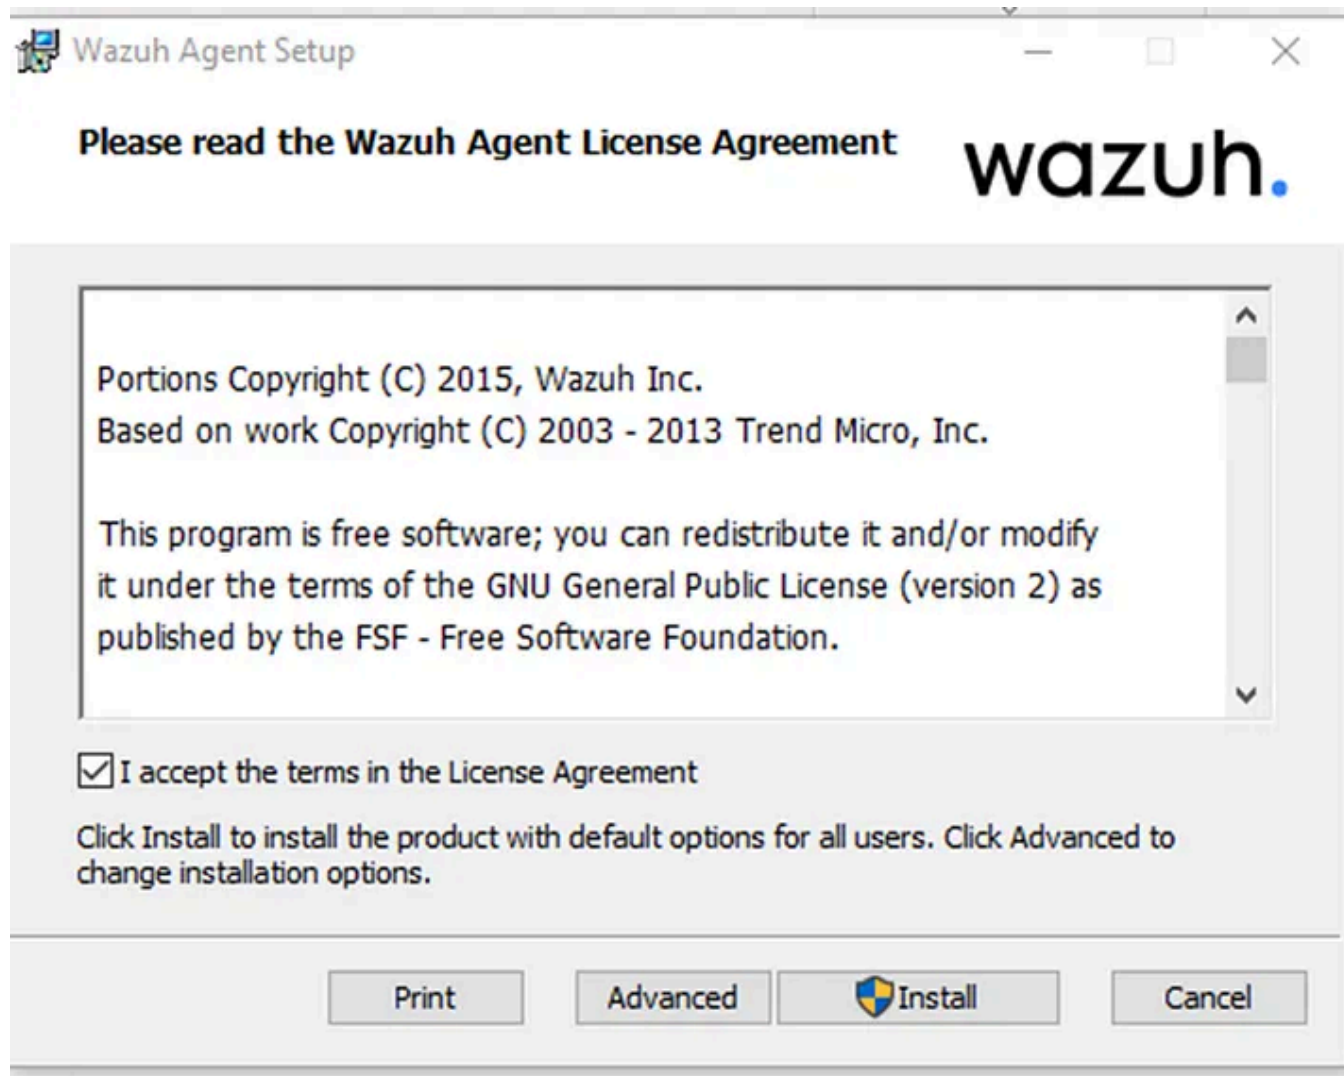 Wazuh Agent Setup
Please read the Wazuh Agent License Agreement
wazuh.
Portions Copyright (C) 2015, Wazuh Inc.
Based on work Copyright (C) 2003 - 2013 Trend Micro, Inc.
This program is free software; you can redistribute it and/or modify
it under the terms of the GNU General Public License (version 2) as
published by the FSF - Free Software Foundation.
I accept the terms in the License Agreement
Click Install to install the product with default options for all users. Click Advanced to
change installation options.
Print Advanced Install Cancel